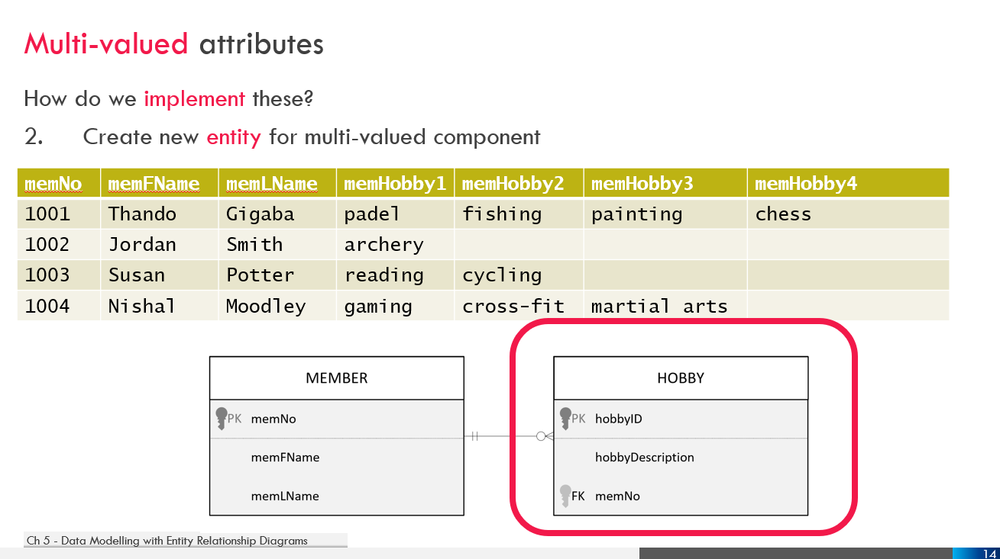 Multi-valued attributes
How do we implement these?
2. Create new entity for multi-valued component
memNo memFName memLName memHobby1 memHobby2 memHobby3 memHobby4
1001 Thando Gigaba padel fishing painting chess
1002 Jordan Smith archery
1003 Susan Potter reading cycling
1004 Nishal Moodley gaming cross-fit martial arts
MEMBER
PK memNo
memFName
memLName
HOBBY
PK hobbyID
hobbyDescription
FK memNo
Ch 5 - Data Modelling with Entity Relationship Diagrams
14